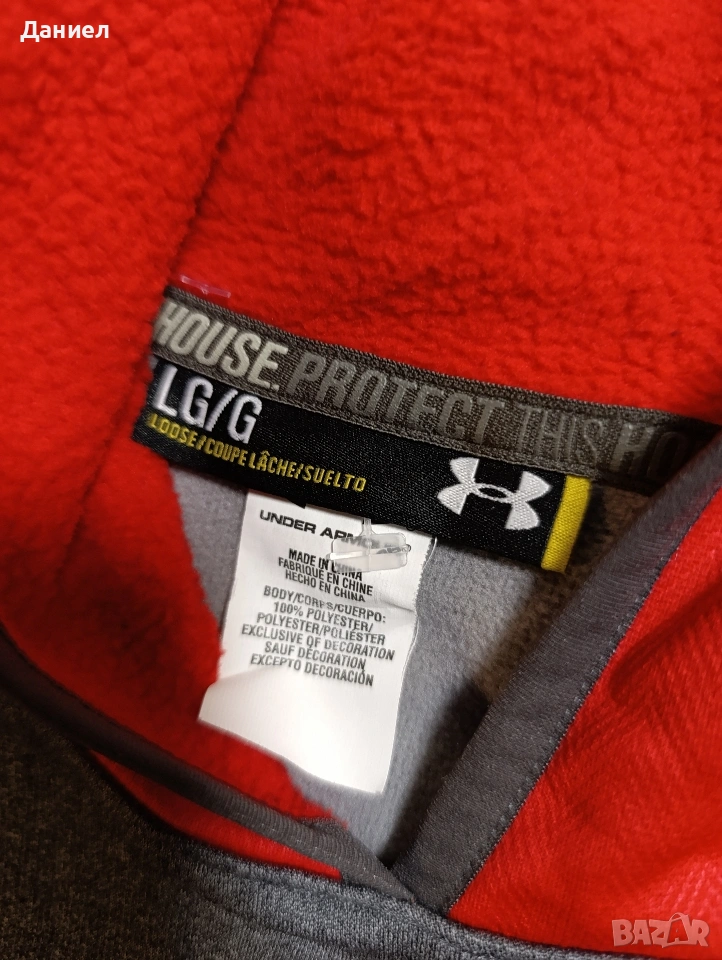 Даниел
HOUSE. PROTECT THIS HO
LG/G
LOOSE/COUPE LÂCHE/SUELTO
UNDER ARMOUR
MADE IN CHINA
FABRIQUÉ EN CHINE
HECHO EN CHINA
BODY/CORPS/CUERPO:
100% POLYESTER/
POLYESTER/POLIÉSTER
EXCLUSIVE OF DECORATION
SAUF DÉCORATION
EXCEPTO DECORACIÓN
BAZAR